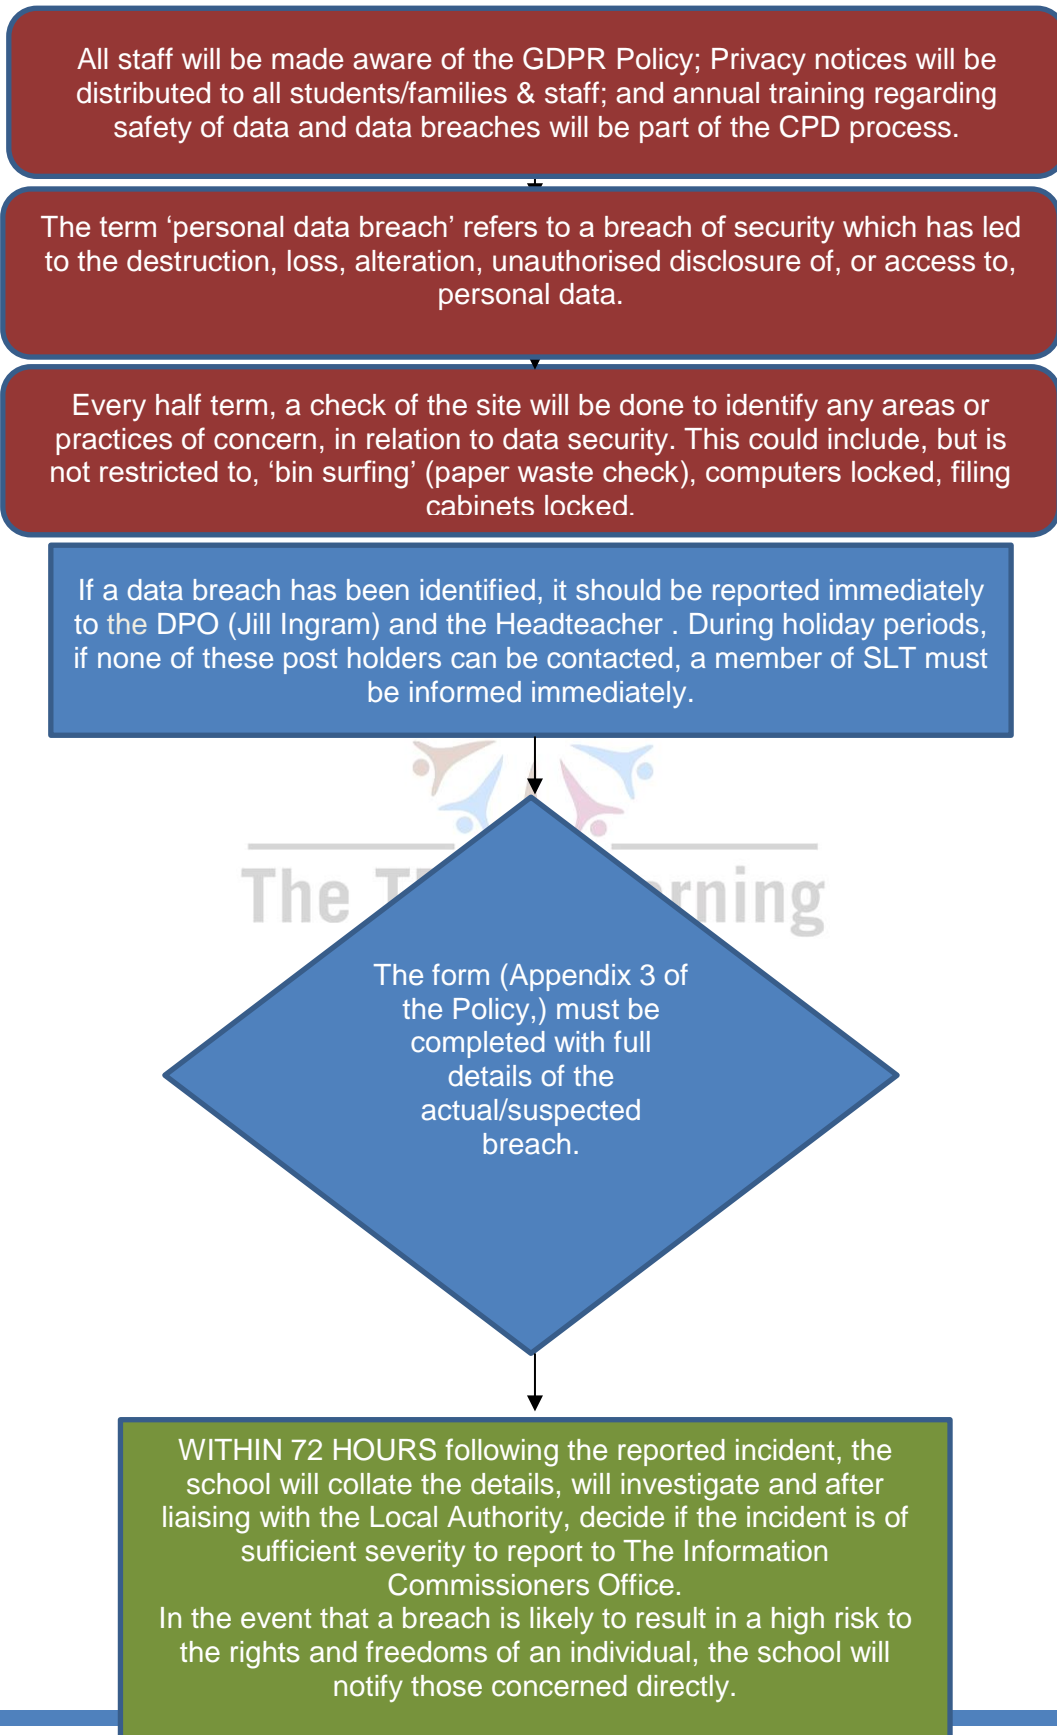 All staff will be made aware of the GDPR Policy; Privacy notices will be
distributed to all students/families & staff; and annual training regarding
safety of data and data breaches will be part of the CPD process.
The term ‘personal data breach’ refers to a breach of security which has led
to the destruction, loss, alteration, unauthorised disclosure of, or access to,
personal data.
Every half term, a check of the site will be done to identify any areas or
practices of concern, in relation to data security. This could include, but is
not restricted to, ‘bin surfing’ (paper waste check), computers locked, filing
cabinets locked.
If a data breach has been identified, it should be reported immediately
to the DPO (Jill Ingram) and the Headteacher . During holiday periods,
if none of these post holders can be contacted, a member of SLT must
be informed immediately.
The
The form (Appendix 3 of
the Policy,) must be
completed with full
details of the
actual/suspected
breach.
WITHIN 72 HOURS following the reported incident, the
school will collate the details, will investigate and after
liaising with the Local Authority, decide if the incident is of
sufficient severity to report to The Information
Commissioners Office.
In the event that a breach is likely to result in a high risk to
the rights and freedoms of an individual, the school will
notify those concerned directly.